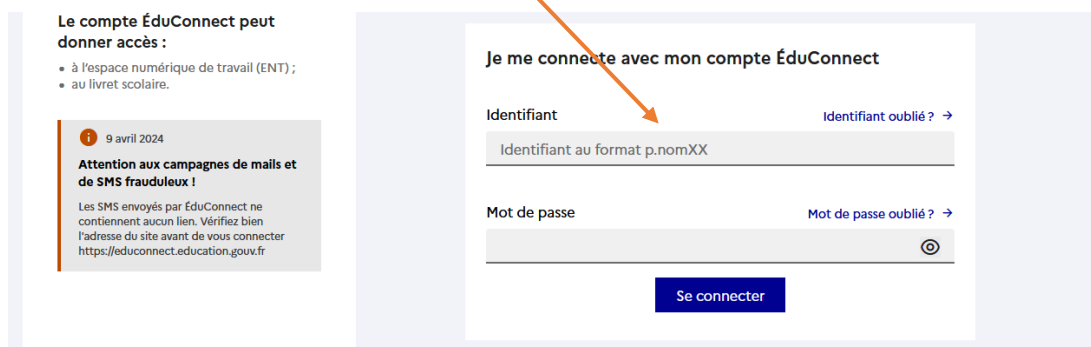 Le compte ÉduConnect peut
donner accès :
• à l'espace numérique de travail (ENT) ;
• au livret scolaire.
9 avril 2024
Attention aux campagnes de mails et
de SMS frauduleux !
Les SMS envoyés par ÉduConnect ne
contiennent aucun lien. Vérifiez bien
l'adresse du site avant de vous connecter
https://educonnect.education.gouv.fr
Je me connecte avec mon compte ÉduConnect
Identifiant
Identifiant oublié ? →
Identifiant au format p.nomXX
Mot de passe
Mot de passe oublié ? →
Se connecter